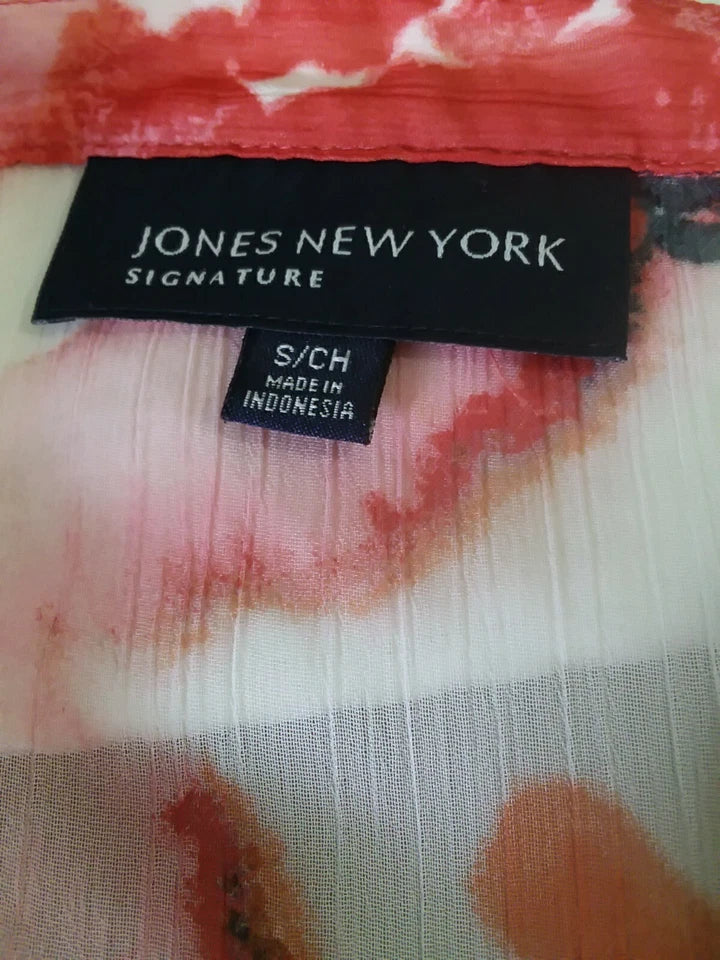 JONES NEW YORK
SIGNATURE
S/CH
MADE IN
INDONESIA